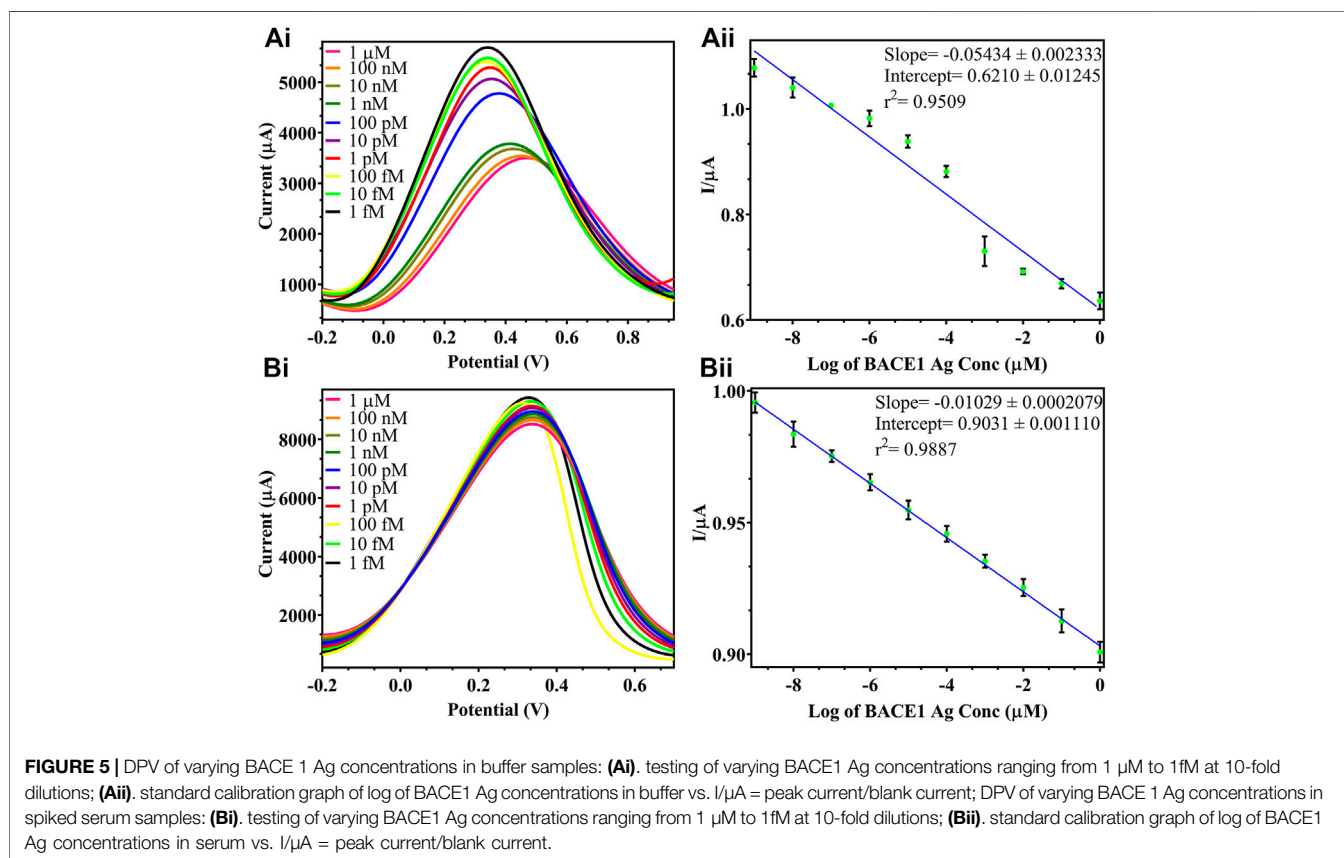 Ai
1 μM
100 nM
10 nM
1 nM
100 pM
10 pM
1 pM
100 fM
10 fM
1 fM
5000
4000
3000
2000
1000
Current (μA)
-0.2 0.0 0.2 0.4 0.6 0.8
Potential (V)
Aii
Slope= -0.05434 ± 0.002333
Intercept= 0.6210 ± 0.01245
r²= 0.9509
1.0
0.8
0.6
I/μA
-8 -6 -4 -2 0
Log of BACE1 Ag Conc (μM)
Bi
1 μM
100 nM
10 nM
1 nM
100 pM
10 pM
1 pM
100 fM
10 fM
1 fM
8000
6000
4000
2000
Current (μA)
-0.2 0.0 0.2 0.4 0.6
Potential (V)
Bii
Slope= -0.01029 ± 0.0002079
Intercept= 0.9031 ± 0.001110
r²= 0.9887
1.00
0.95
0.90
I/μA
-8 -6 -4 -2 0
Log of BACE1 Ag Conc (μM)
FIGURE 5 | DPV of varying BACE 1 Ag concentrations in buffer samples: (Ai). testing of varying BACE1 Ag concentrations ranging from 1 μM to 1fM at 10-fold
dilutions; (Aii). standard calibration graph of log of BACE1 Ag concentrations in buffer vs. I/μA = peak current/blank current; DPV of varying BACE 1 Ag concentrations in
spiked serum samples: (Bi). testing of varying BACE1 Ag concentrations ranging from 1 μM to 1fM at 10-fold dilutions; (Bii). standard calibration graph of log of BACE1
Ag concentrations in serum vs. I/μA = peak current/blank current.